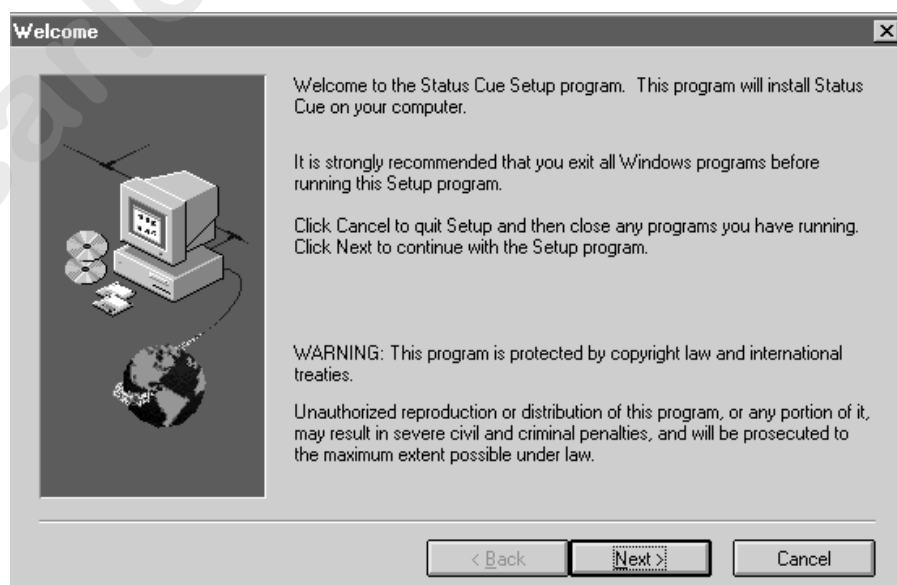 Welcome
Welcome to the Status Cue Setup program. This program will install Status
Cue on your computer.
It is strongly recommended that you exit all Windows programs before
running this Setup program.
Click Cancel to quit Setup and then close any programs you have running.
Click Next to continue with the Setup program.
WARNING: This program is protected by copyright law and international
treaties.
Unauthorized reproduction or distribution of this program, or any portion of it,
may result in severe civil and criminal penalties, and will be prosecuted to
the maximum extent possible under law.
< Back
Next >
Cancel